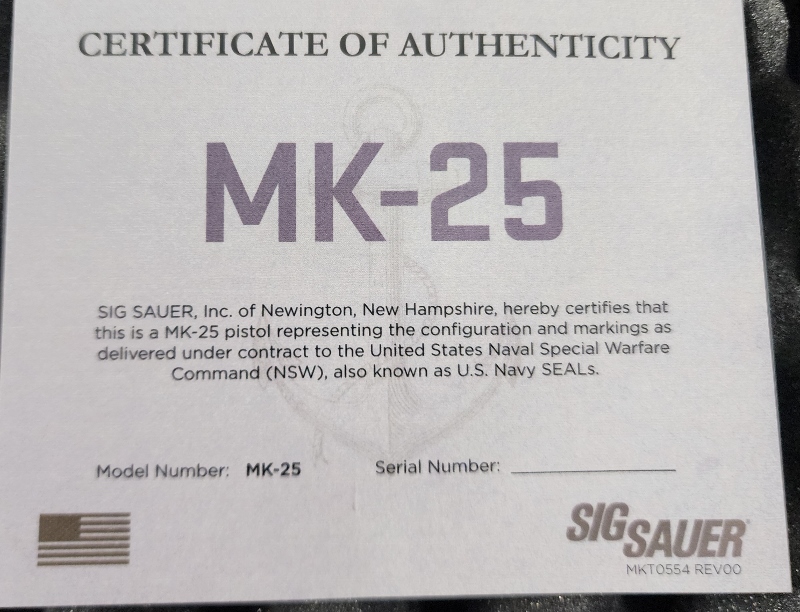 CERTIFICATE OF AUTHENTICITY
MK-25
SIG SAUER, Inc. of Newington, New Hampshire, hereby certifies that
this is a MK-25 pistol representing the configuration and markings as
delivered under contract to the United States Naval Special Warfare
Command (NSW), also known as U.S. Navy SEALs.
Model Number: MK-25 Serial Number:
SIG SAUER
MKT0554 REV00